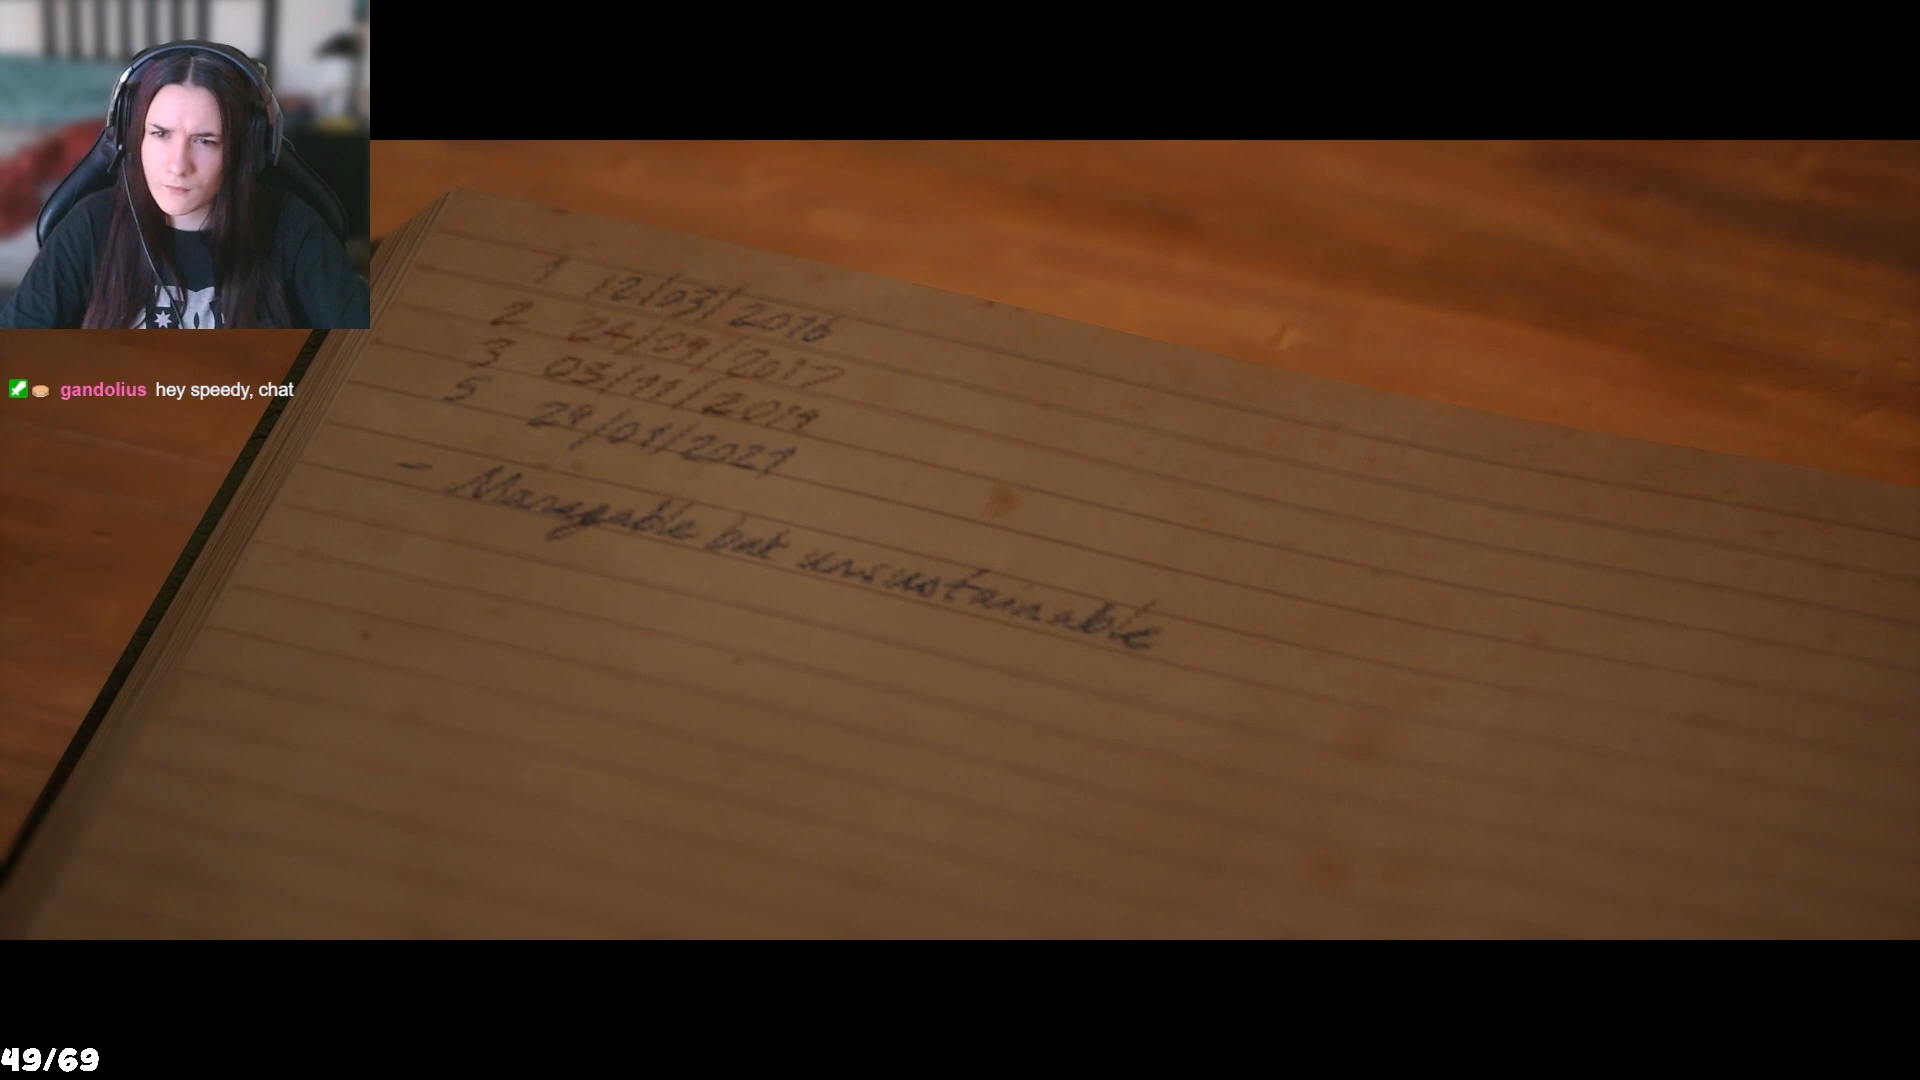 gandolius hey speedy, chat
1 12/03/2016
2 24/09/2017
3 03/11/2019
5 29/01/2021
- Managable but unsustainable
49/69